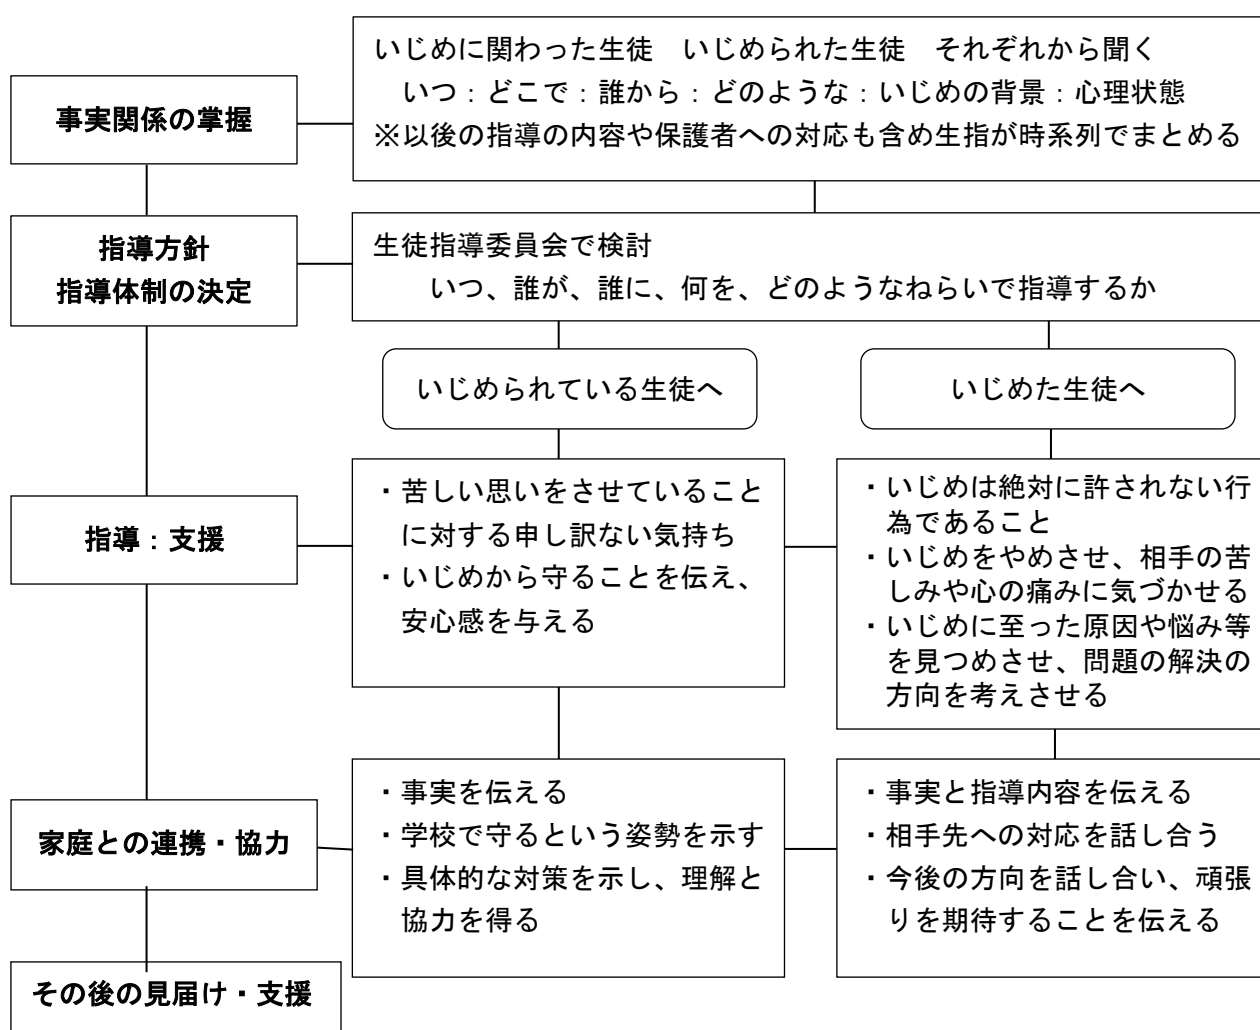 事実関係の掌握
いじめに関わった生徒　いじめられた生徒　それぞれから聞く
いつ：どこで：誰から：どのような：いじめの背景：心理状態
※以後の指導の内容や保護者への対応も含め生指が時系列でまとめる
指導方針
指導体制の決定
生徒指導委員会で検討
いつ、誰が、誰に、何を、どのようなねらいで指導するか
いじめられている生徒へ
いじめた生徒へ
指導：支援
・苦しい思いをさせていること
に対する申し訳ない気持ち
・いじめから守ることを伝え、
安心感を与える
・いじめは絶対に許されない行
為であること
・いじめをやめさせ、相手の苦
しみや心の痛みに気づかせる
・いじめに至った原因や悩み等
を見つめさせ、問題の解決の
方向を考えさせる
家庭との連携・協力
・事実を伝える
・学校で守るという姿勢を示す
・具体的な対策を示し、理解と
協力を得る
・事実と指導内容を伝える
・相手先への対応を話し合う
・今後の方向を話し合い、頑張
りを期待することを伝える
その後の見届け・支援